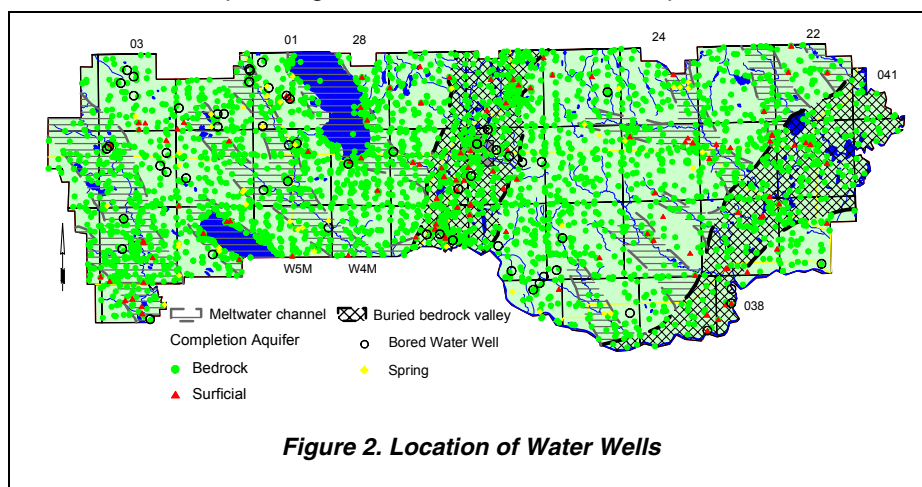 03 01 28 24 22
041
W5M W4M
038
Meltwater channel Buried bedrock valley
Completion Aquifer Bored Water Well
Bedrock Spring
Surficial
Figure 2. Location of Water Wells